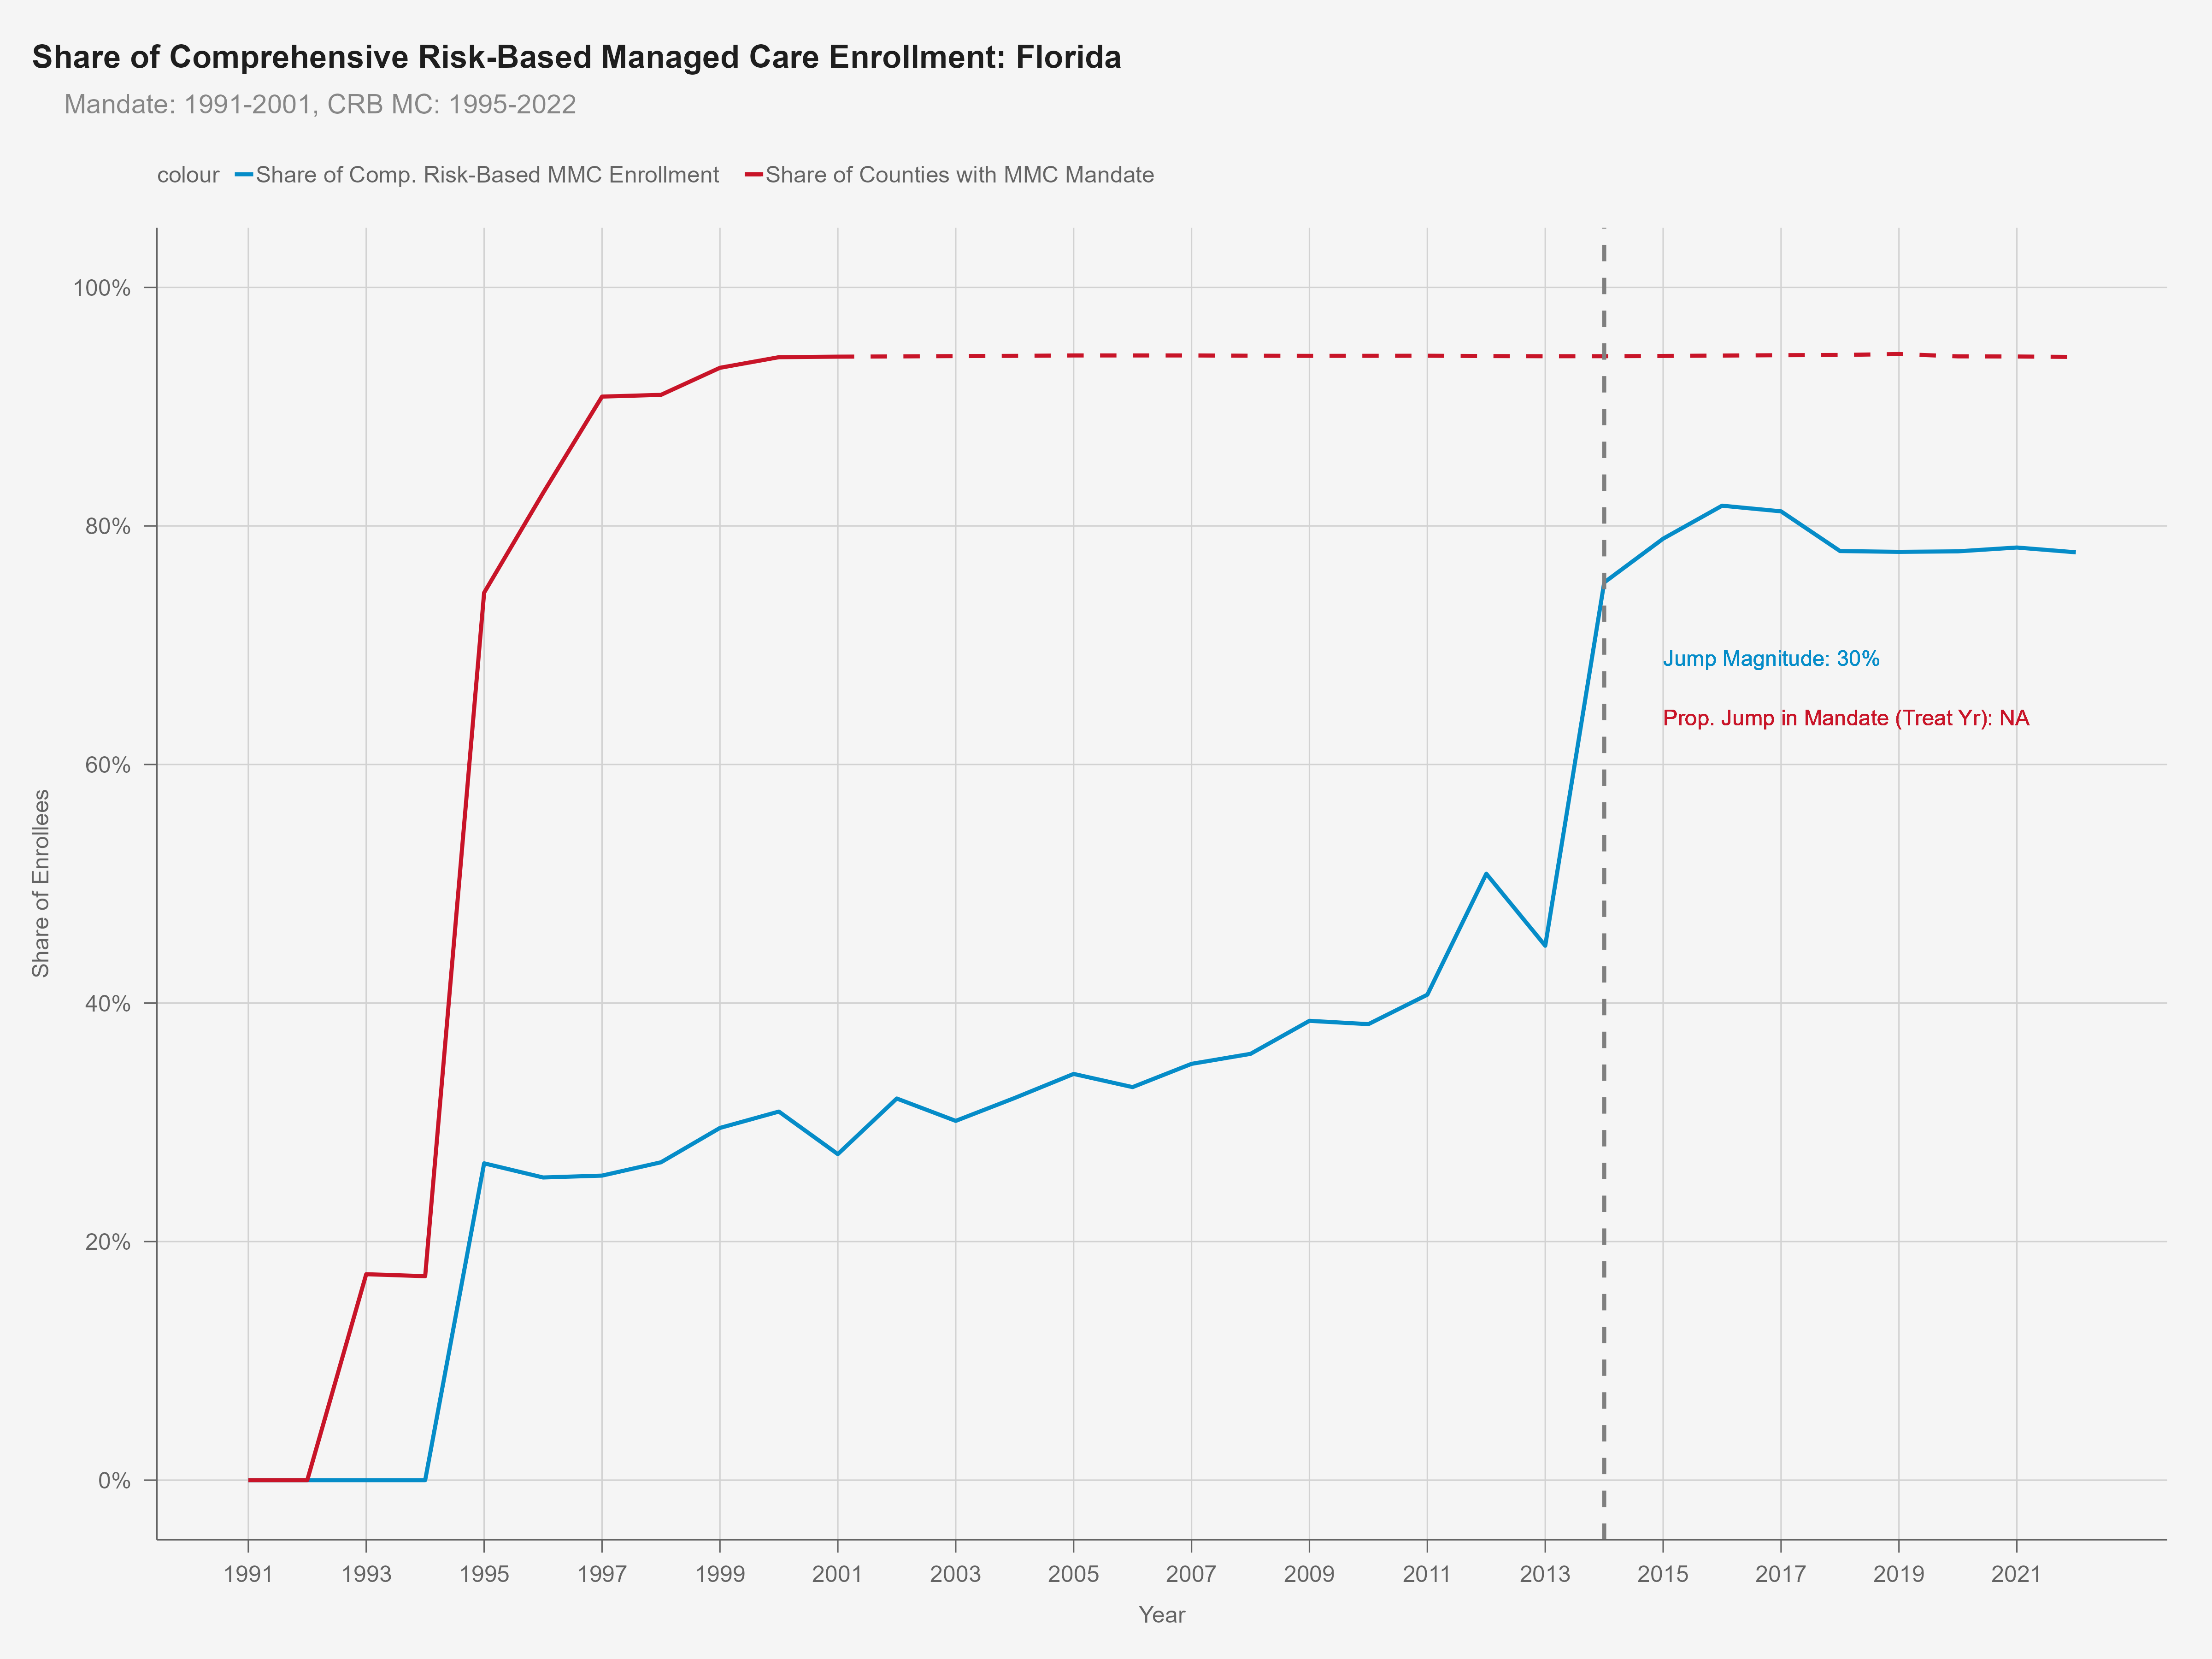 Share of Comprehensive Risk-Based Managed Care Enrollment: Florida
Mandate: 1991-2001, CRB MC: 1995-2022
colour Share of Comp. Risk-Based MMC Enrollment Share of Counties with MMC Mandate
100%
80%
60%
40%
20%
0%
Share of Enrollees
Jump Magnitude: 30%
Prop. Jump in Mandate (Treat Yr): NA
1991 1993 1995 1997 1999 2001 2003 2005 2007 2009 2011 2013 2015 2017 2019 2021
Year